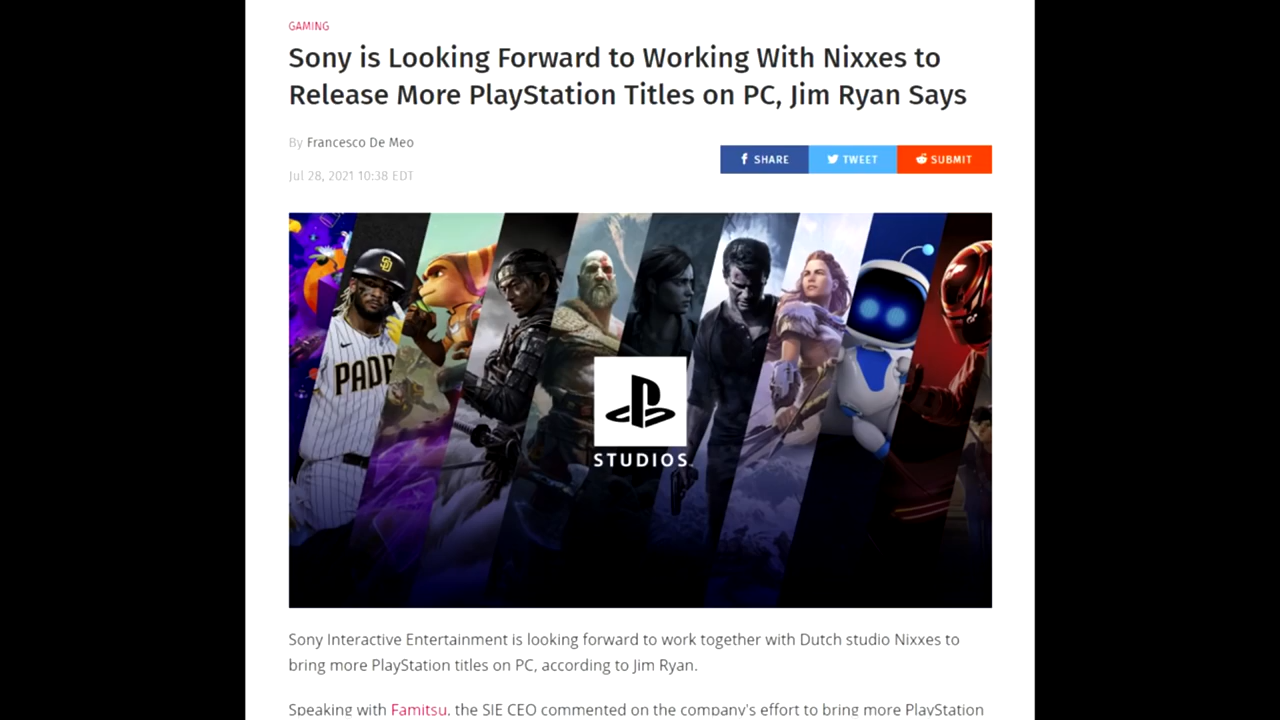 GAMING
Sony is Looking Forward to Working With Nixxes to
Release More PlayStation Titles on PC, Jim Ryan Says
By Francesco De Meo
Jul 28, 2021 10:38 EDT
SHARE
TWEET
SUBMIT
SD
PADR
STUDIOS
Sony Interactive Entertainment is looking forward to work together with Dutch studio Nixxes to
bring more PlayStation titles on PC, according to Jim Ryan.
Speaking with Famitsu, the SIE CEO commented on the company's effort to bring more PlayStation